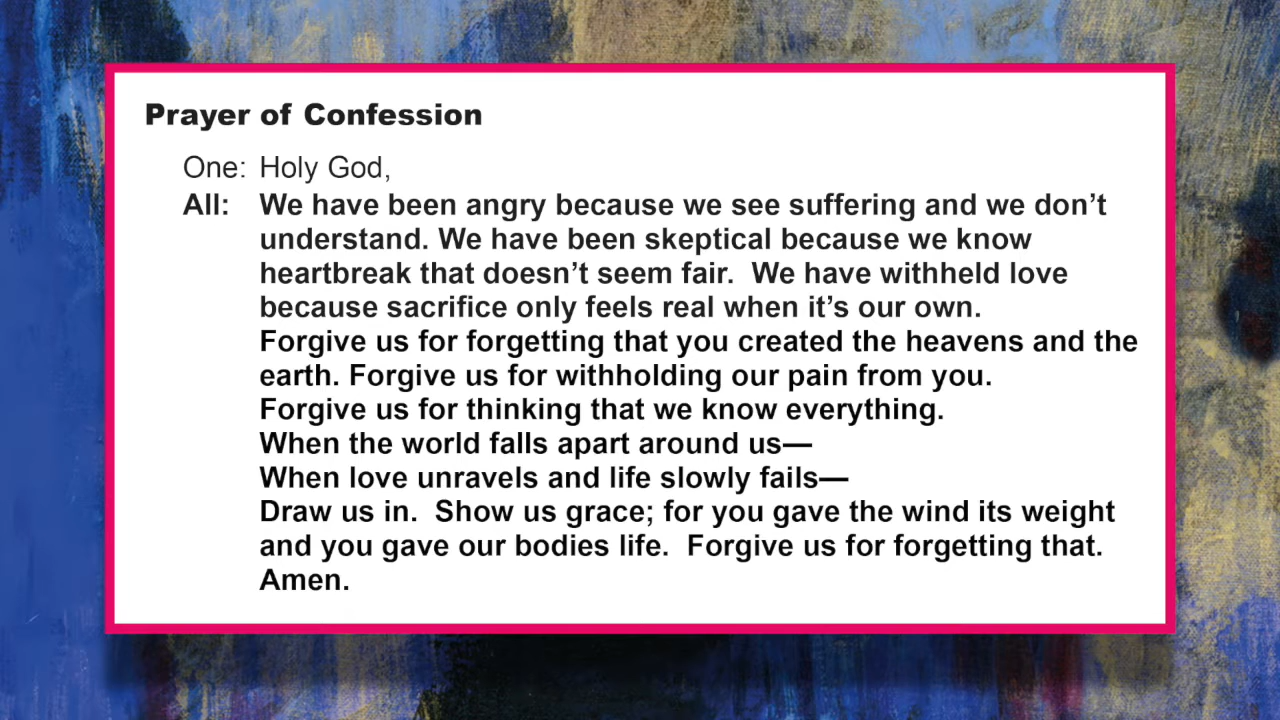 Prayer of Confession
One: Holy God,
All: We have been angry because we see suffering and we don’t
understand. We have been skeptical because we know
heartbreak that doesn’t seem fair.  We have withheld love
because sacrifice only feels real when it’s our own.
Forgive us for forgetting that you created the heavens and the
earth. Forgive us for withholding our pain from you.
Forgive us for thinking that we know everything.
When the world falls apart around us—
When love unravels and life slowly fails—
Draw us in.  Show us grace; for you gave the wind its weight
and you gave our bodies life.  Forgive us for forgetting that.
Amen.